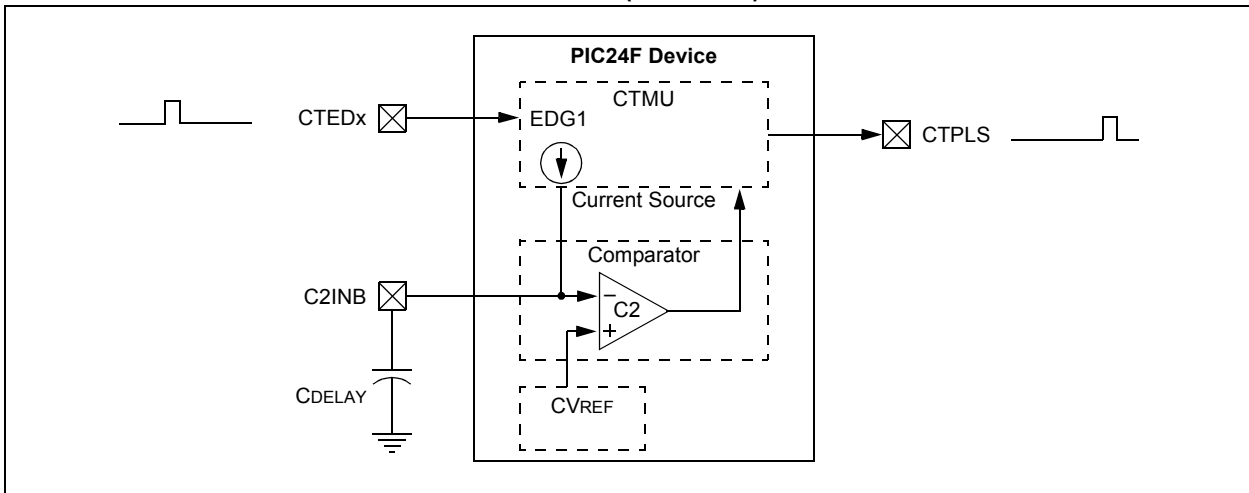 PIC24F Device
CTMU
CTEDx
EDG1
CTPLS
Current Source
Comparator
C2INB
−
C2
+
CDELAY
CVREF